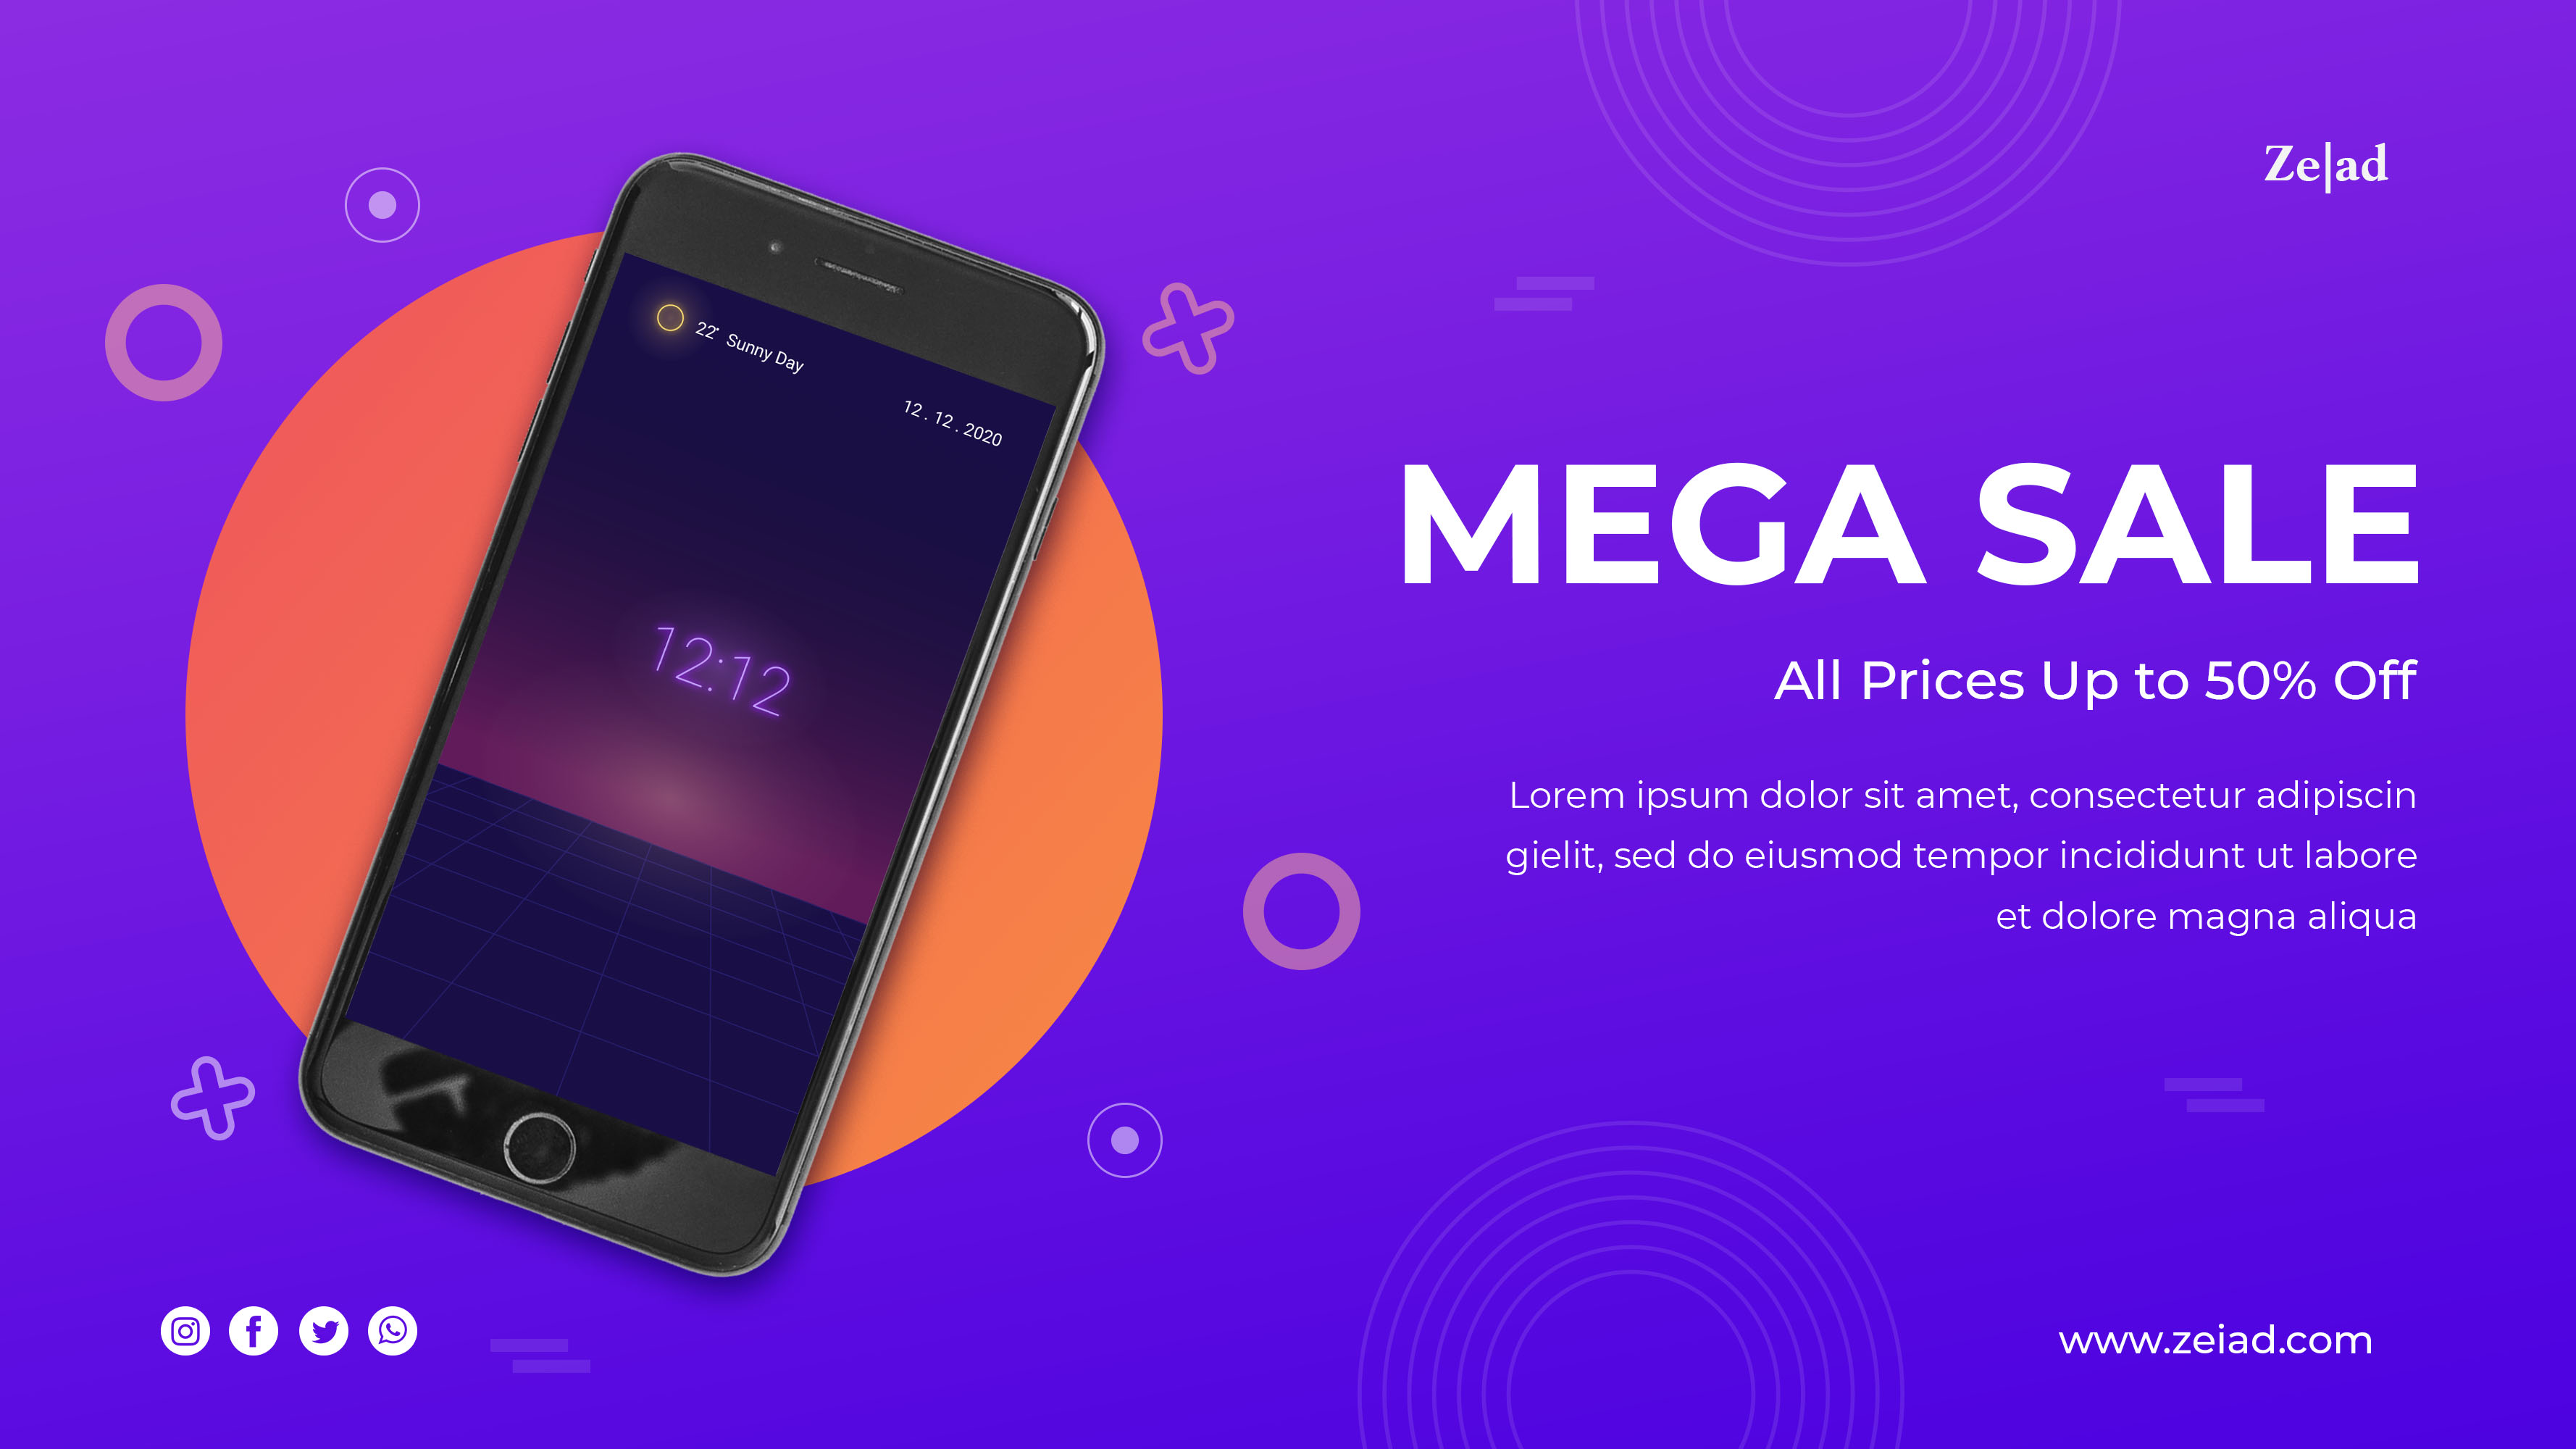 Ze|ad
22° Sunny Day
12 . 12 . 2020
12:12
MEGA SALE
All Prices Up to 50% Off
Lorem ipsum dolor sit amet, consectetur adipiscin
gielit, sed do eiusmod tempor incididunt ut labore
et dolore magna aliqua
www.zeiad.com